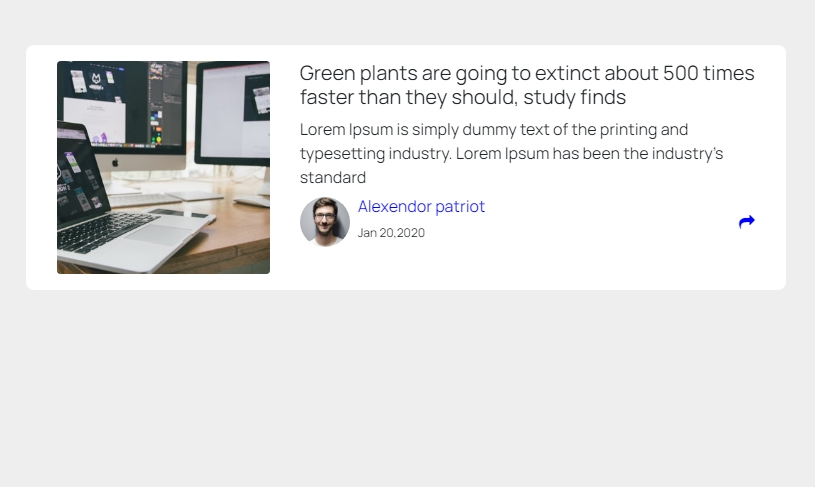 Green plants are going to extinct about 500 times
faster than they should, study finds
Lorem Ipsum is simply dummy text of the printing and
typesetting industry. Lorem Ipsum has been the industry's
standard
Alexendor patriot
Jan 20,2020